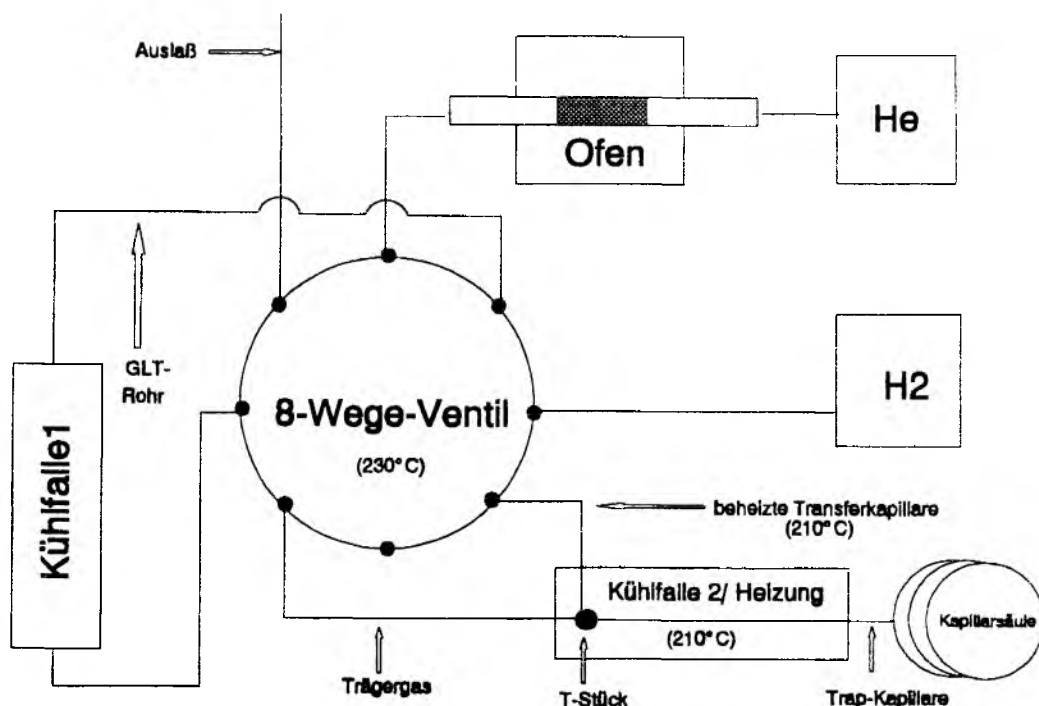 Auslaß
Ofen
He
GLT-
Rohr
8-Wege-Ventil
(230°C)
H2
Kühlfalle1
beheizte Transferkapillare
(210°C)
Kühlfalle 2/ Heizung
(210°C)
Kapillarsäule
Trägergas
T-Stück
Trap-Kapillare